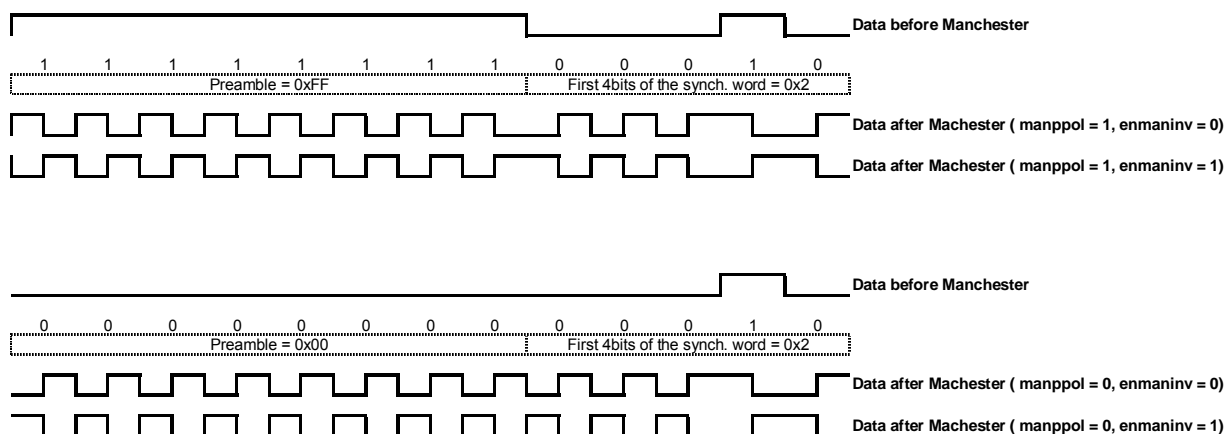 Data before Manchester
1 1 1 1 1 1 1 1 0 0 0 1 0
Preamble = 0xFF First 4bits of the synch. word = 0x2
Data after Machester ( manppol = 1, enmaninv = 0)
Data after Machester ( manppol = 1, enmaninv = 1)
Data before Manchester
0 0 0 0 0 0 0 0 0 0 0 1 0
Preamble = 0x00 First 4bits of the synch. word = 0x2
Data after Machester ( manppol = 0, enmaninv = 0)
Data after Machester ( manppol = 0, enmaninv = 1)